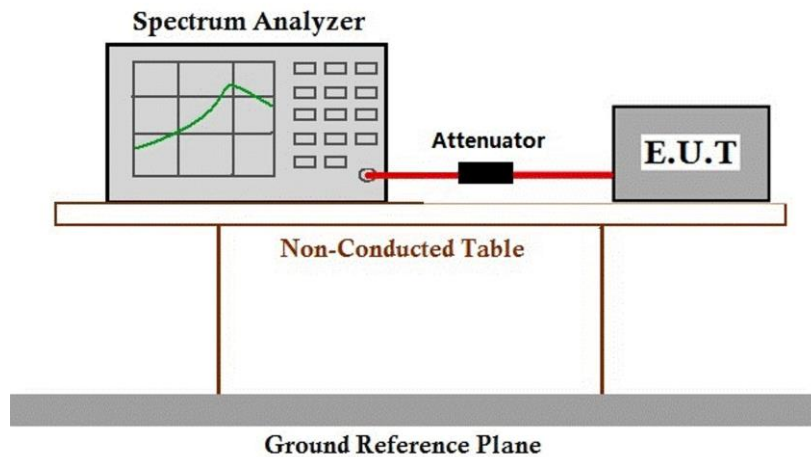 Spectrum Analyzer
Attenuator
E.U.T
Non-Conducted Table
Ground Reference Plane